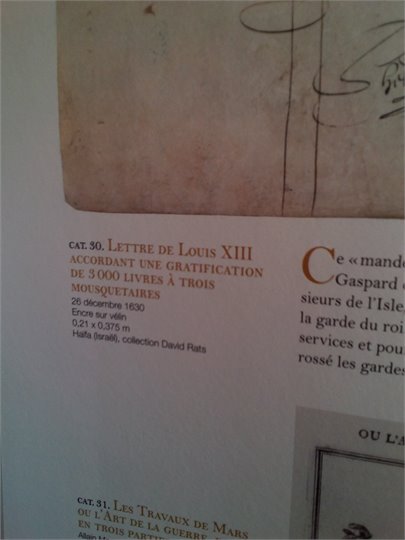 CAT. 30. LETTRE DE LOUIS XIII
ACCORDANT UNE GRATIFICATION
DE 3 000 LIVRES À TROIS
MOUSQUETAIRES
26 décembre 1630
Encre sur vélin
0,21 x 0,375 m
Haïfa (Israël), collection David Rats
Ce «mande
Gaspard
sieurs de l'Isle
la garde du roi
services et pou
rossé les gardes
OU L'A
CAT. 31. LES TRAVAUX DE MARS
OU L'ART DE LA GUERRE
EN TROIS PARTIE
Allain